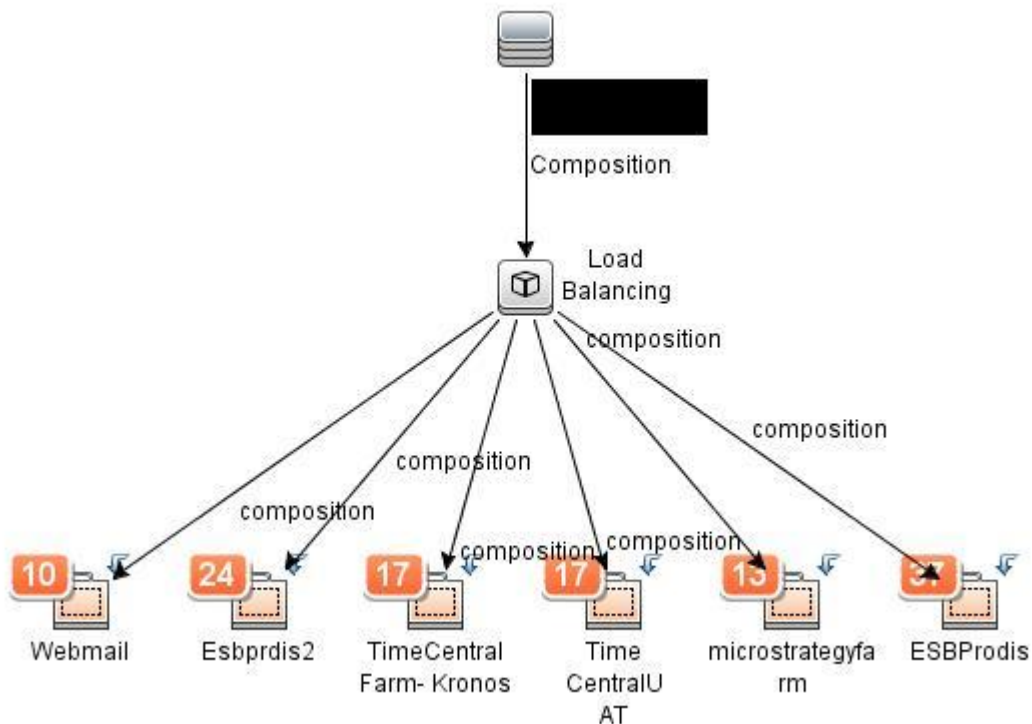 Composition
Load
Balancing
composition
composition
composition
composition
composition
composition
10
24
17
17
13
37
Webmail
Esbprdis2
TimeCentral
Farm- Kronos
Time
CentralU
AT
microstrategyfa
rm
ESBProdis